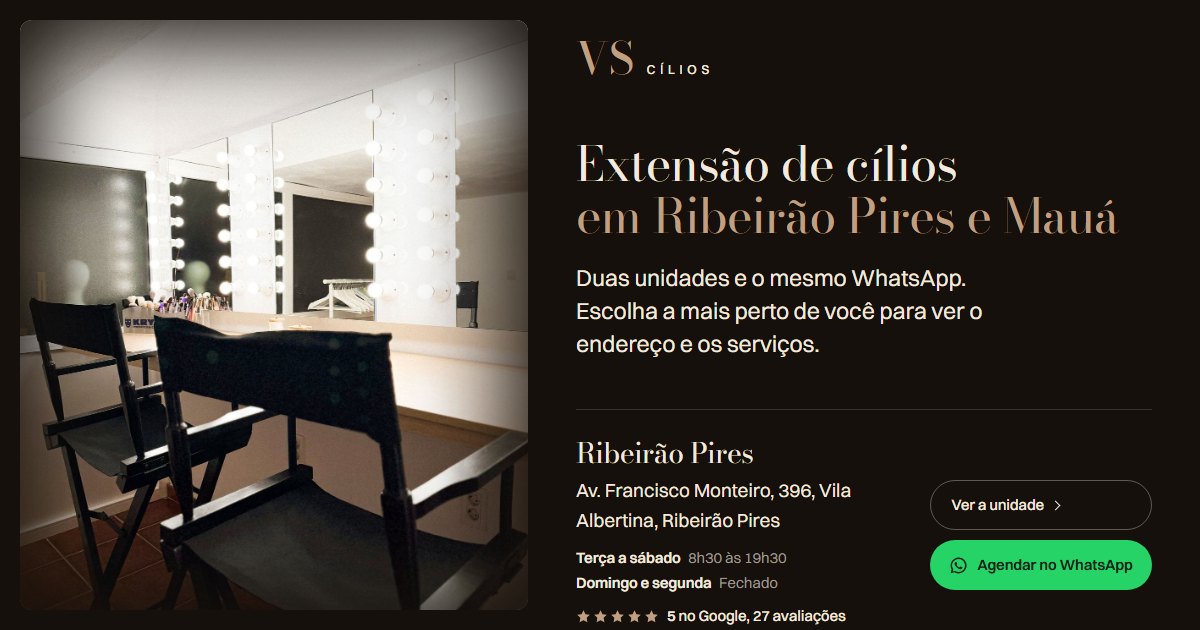 VS CÍLIOS
Extensão de cílios
em Ribeirão Pires e Mauá
Duas unidades e o mesmo WhatsApp.
Escolha a mais perto de você para ver o
endereço e os serviços.
Ribeirão Pires
Av. Francisco Monteiro, 396, Vila
Albertina, Ribeirão Pires
Terça a sábado 8h30 às 19h30
Domingo e segunda Fechado
5 no Google, 27 avaliações
Ver a unidade
Agendar no WhatsApp